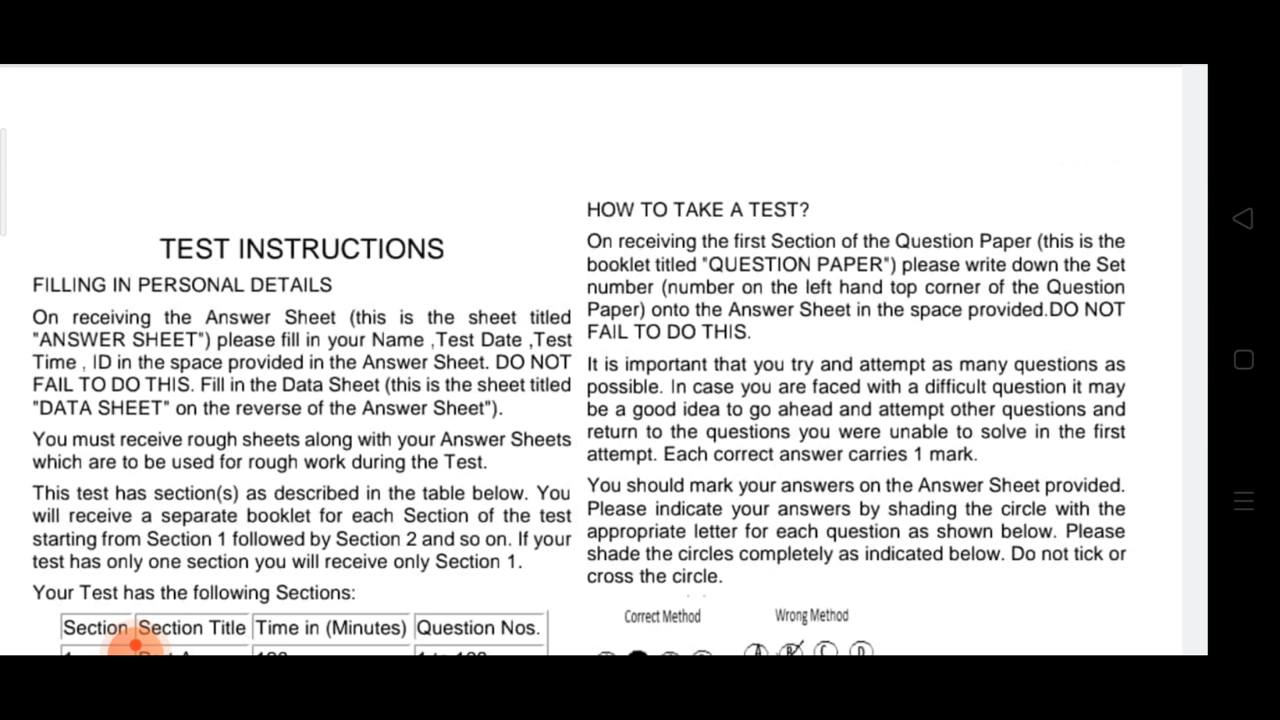 TEST INSTRUCTIONS
FILLING IN PERSONAL DETAILS
On receiving the Answer Sheet (this is the sheet titled
"ANSWER SHEET") please fill in your Name ,Test Date ,Test
Time , ID in the space provided in the Answer Sheet. DO NOT
FAIL TO DO THIS. Fill in the Data Sheet (this is the sheet titled
"DATA SHEET" on the reverse of the Answer Sheet").
You must receive rough sheets along with your Answer Sheets
which are to be used for rough work during the Test.
This test has section(s) as described in the table below. You
will receive a separate booklet for each Section of the test
starting from Section 1 followed by Section 2 and so on. If your
test has only one section you will receive only Section 1.
Your Test has the following Sections:
Section Section Title Time in (Minutes) Question Nos.
HOW TO TAKE A TEST?
On receiving the first Section of the Question Paper (this is the
booklet titled "QUESTION PAPER") please write down the Set
number (number on the left hand top corner of the Question
Paper) onto the Answer Sheet in the space provided.DO NOT
FAIL TO DO THIS.
It is important that you try and attempt as many questions as
possible. In case you are faced with a difficult question it may
be a good idea to go ahead and attempt other questions and
return to the questions you were unable to solve in the first
attempt. Each correct answer carries 1 mark.
You should mark your answers on the Answer Sheet provided.
Please indicate your answers by shading the circle with the
appropriate letter for each question as shown below. Please
shade the circles completely as indicated below. Do not tick or
cross the circle.
Correct Method Wrong Method
A B C D